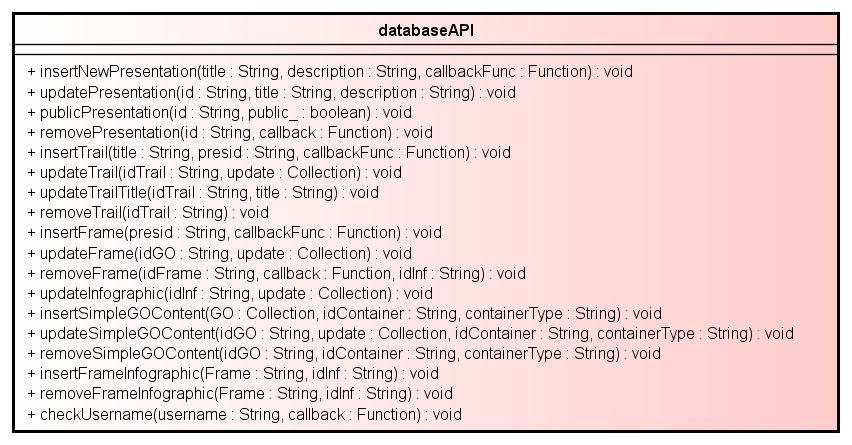 databaseAPI
+ insertNewPresentation(title : String, description : String, callbackFunc : Function) : void
+ updatePresentation(id : String, title : String, description : String) : void
+ publicPresentation(id : String, public_ : boolean) : void
+ removePresentation(id : String, callback : Function) : void
+ insertTrail(title : String, presid : String, callbackFunc : Function) : void
+ updateTrail(idTrail : String, update : Collection) : void
+ updateTrailTitle(idTrail : String, title : String) : void
+ removeTrail(idTrail : String) : void
+ insertFrame(presid : String, callbackFunc : Function) : void
+ updateFrame(idGO : String, update : Collection) : void
+ removeFrame(idFrame : String, callback : Function, idInf : String) : void
+ updateInfographic(idInf : String, update : Collection) : void
+ insertSimpleGOContent(GO : Collection, idContainer : String, containerType : String) : void
+ updateSimpleGOContent(idGO : String, update : Collection, idContainer : String, containerType : String) : void
+ removeSimpleGOContent(idGO : String, idContainer : String, containerType : String) : void
+ insertFrameInfographic(Frame : String, idInf : String) : void
+ removeFrameInfographic(Frame : String, idInf : String) : void
+ checkUsername(username : String, callback : Function) : void